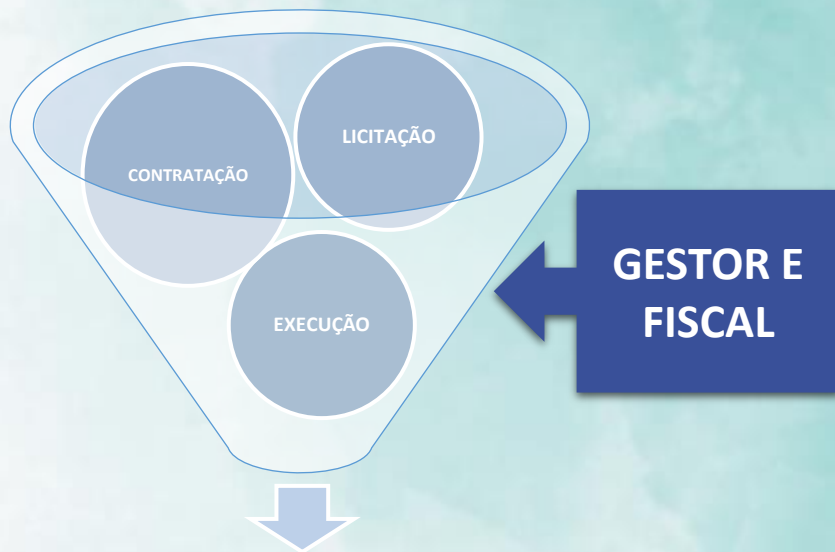 LICITAÇÃO
CONTRATAÇÃO
EXECUÇÃO
GESTOR E
FISCAL